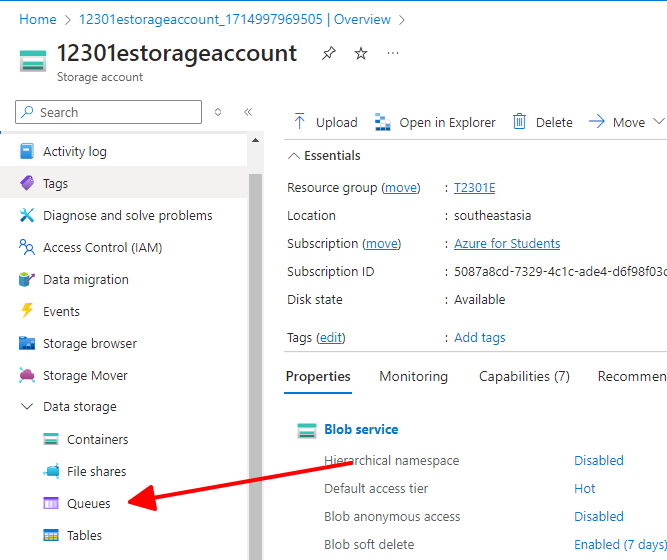 Home > 12301estorageaccount_1714997969505 | Overview >
12301estorageaccount
Storage account
Search
Upload Open in Explorer Delete Move
Activity log
Tags
Diagnose and solve problems
Access Control (IAM)
Data migration
Events
Storage browser
Storage Mover
Data storage
Containers
File shares
Queues
Tables
Essentials
Resource group (move) : T2301E
Location : southeastasia
Subscription (move) : Azure for Students
Subscription ID : 5087a8cd-7329-4c1c-ade4-d6f98f03c
Disk state : Available
Tags (edit) : Add tags
Properties Monitoring Capabilities (7) Recommen
Blob service
Hierarchical namespace Disabled
Default access tier Hot
Blob anonymous access Disabled
Blob soft delete Enabled (7 days)